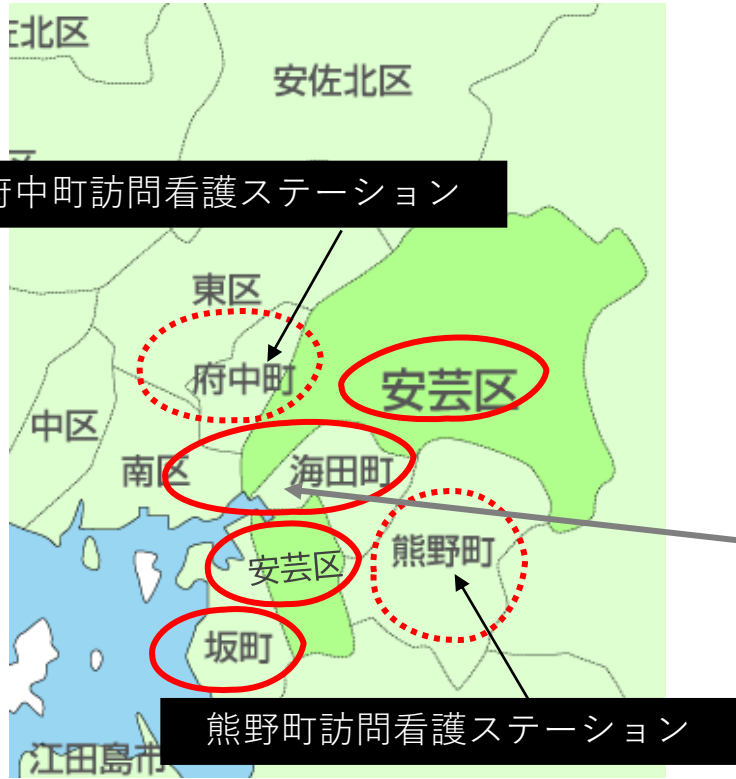 北区
安佐北区
区
府中町訪問看護ステーション
東区
府中町
安芸区
中区
南区
海田町
安芸区
熊野町
坂町
熊野町訪問看護ステーション
江田島市